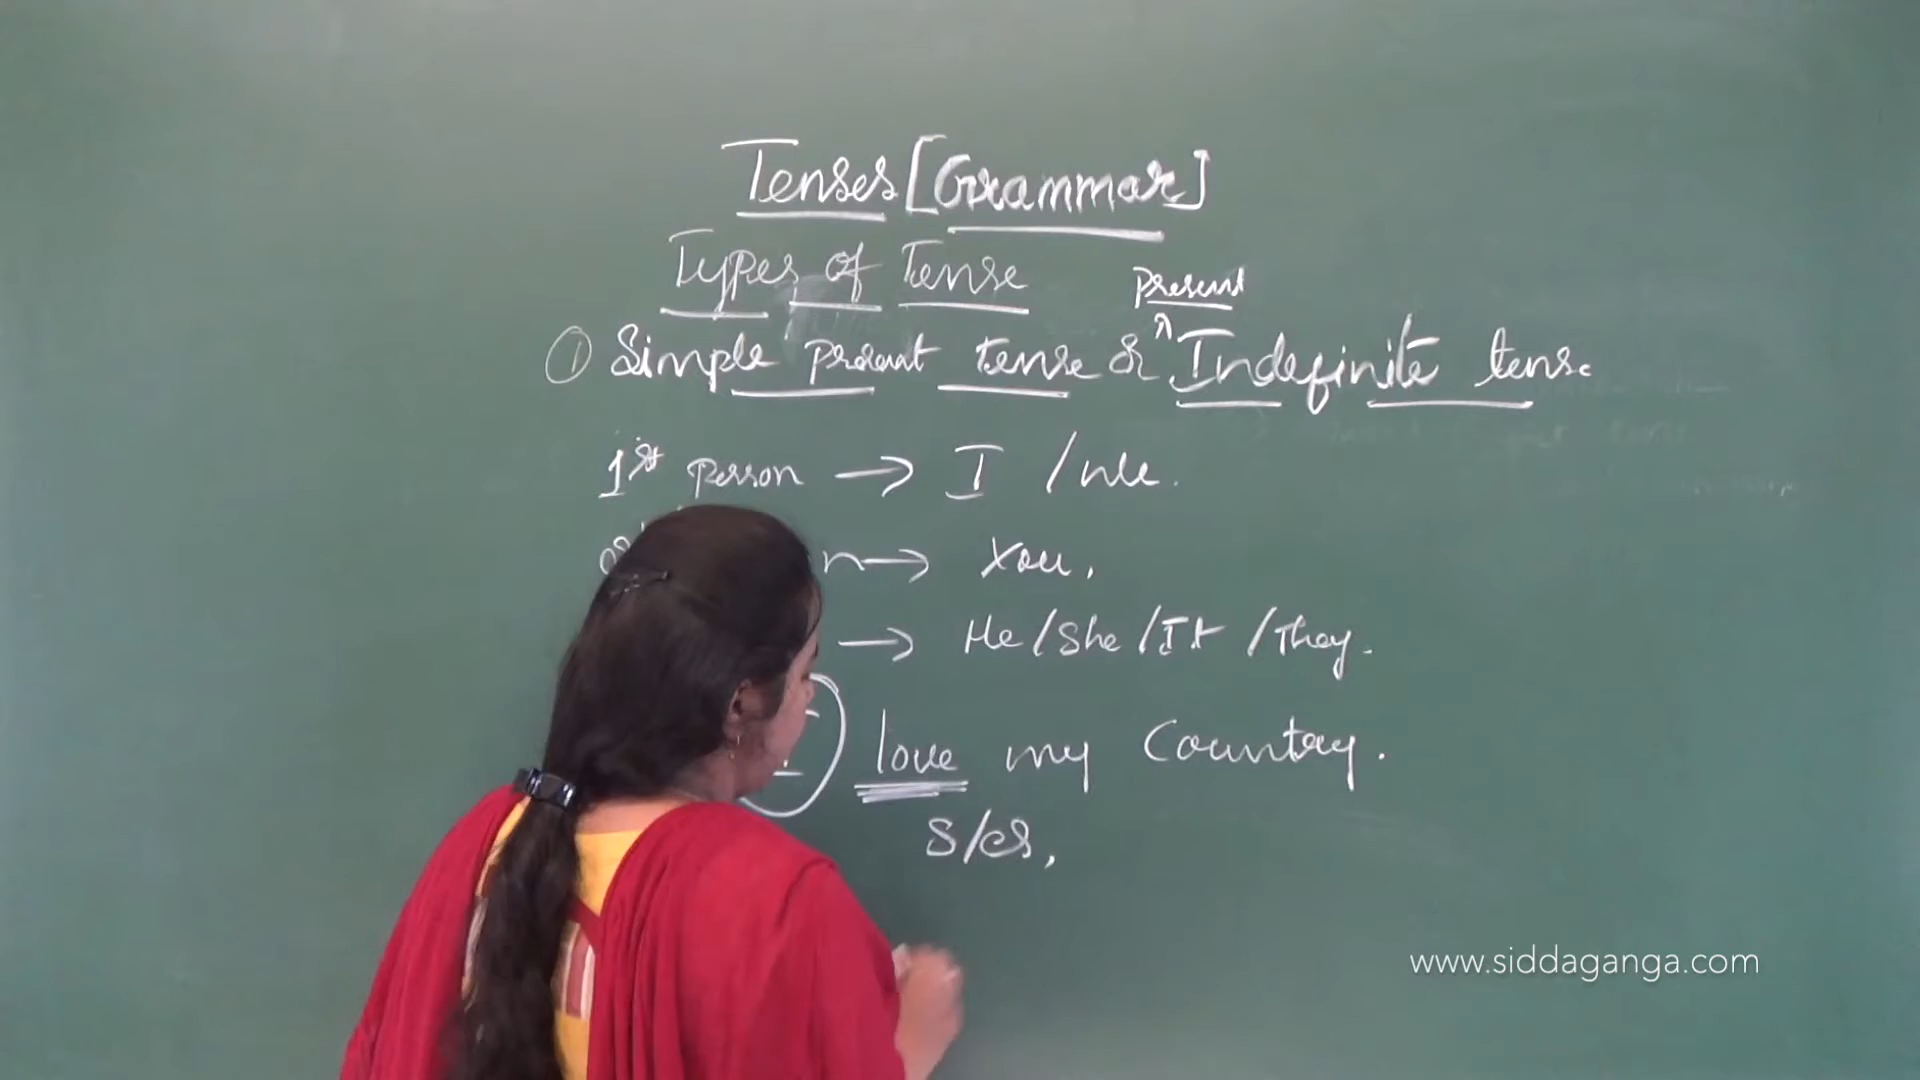 Tenses [Grammar]
Types of Tense
present
① Simple present tense or ^ Indefinite tense
1st person → I / we.
n → You,
→ He / She / It / They.
I love my Country.
s/es,
www.siddaganga.com